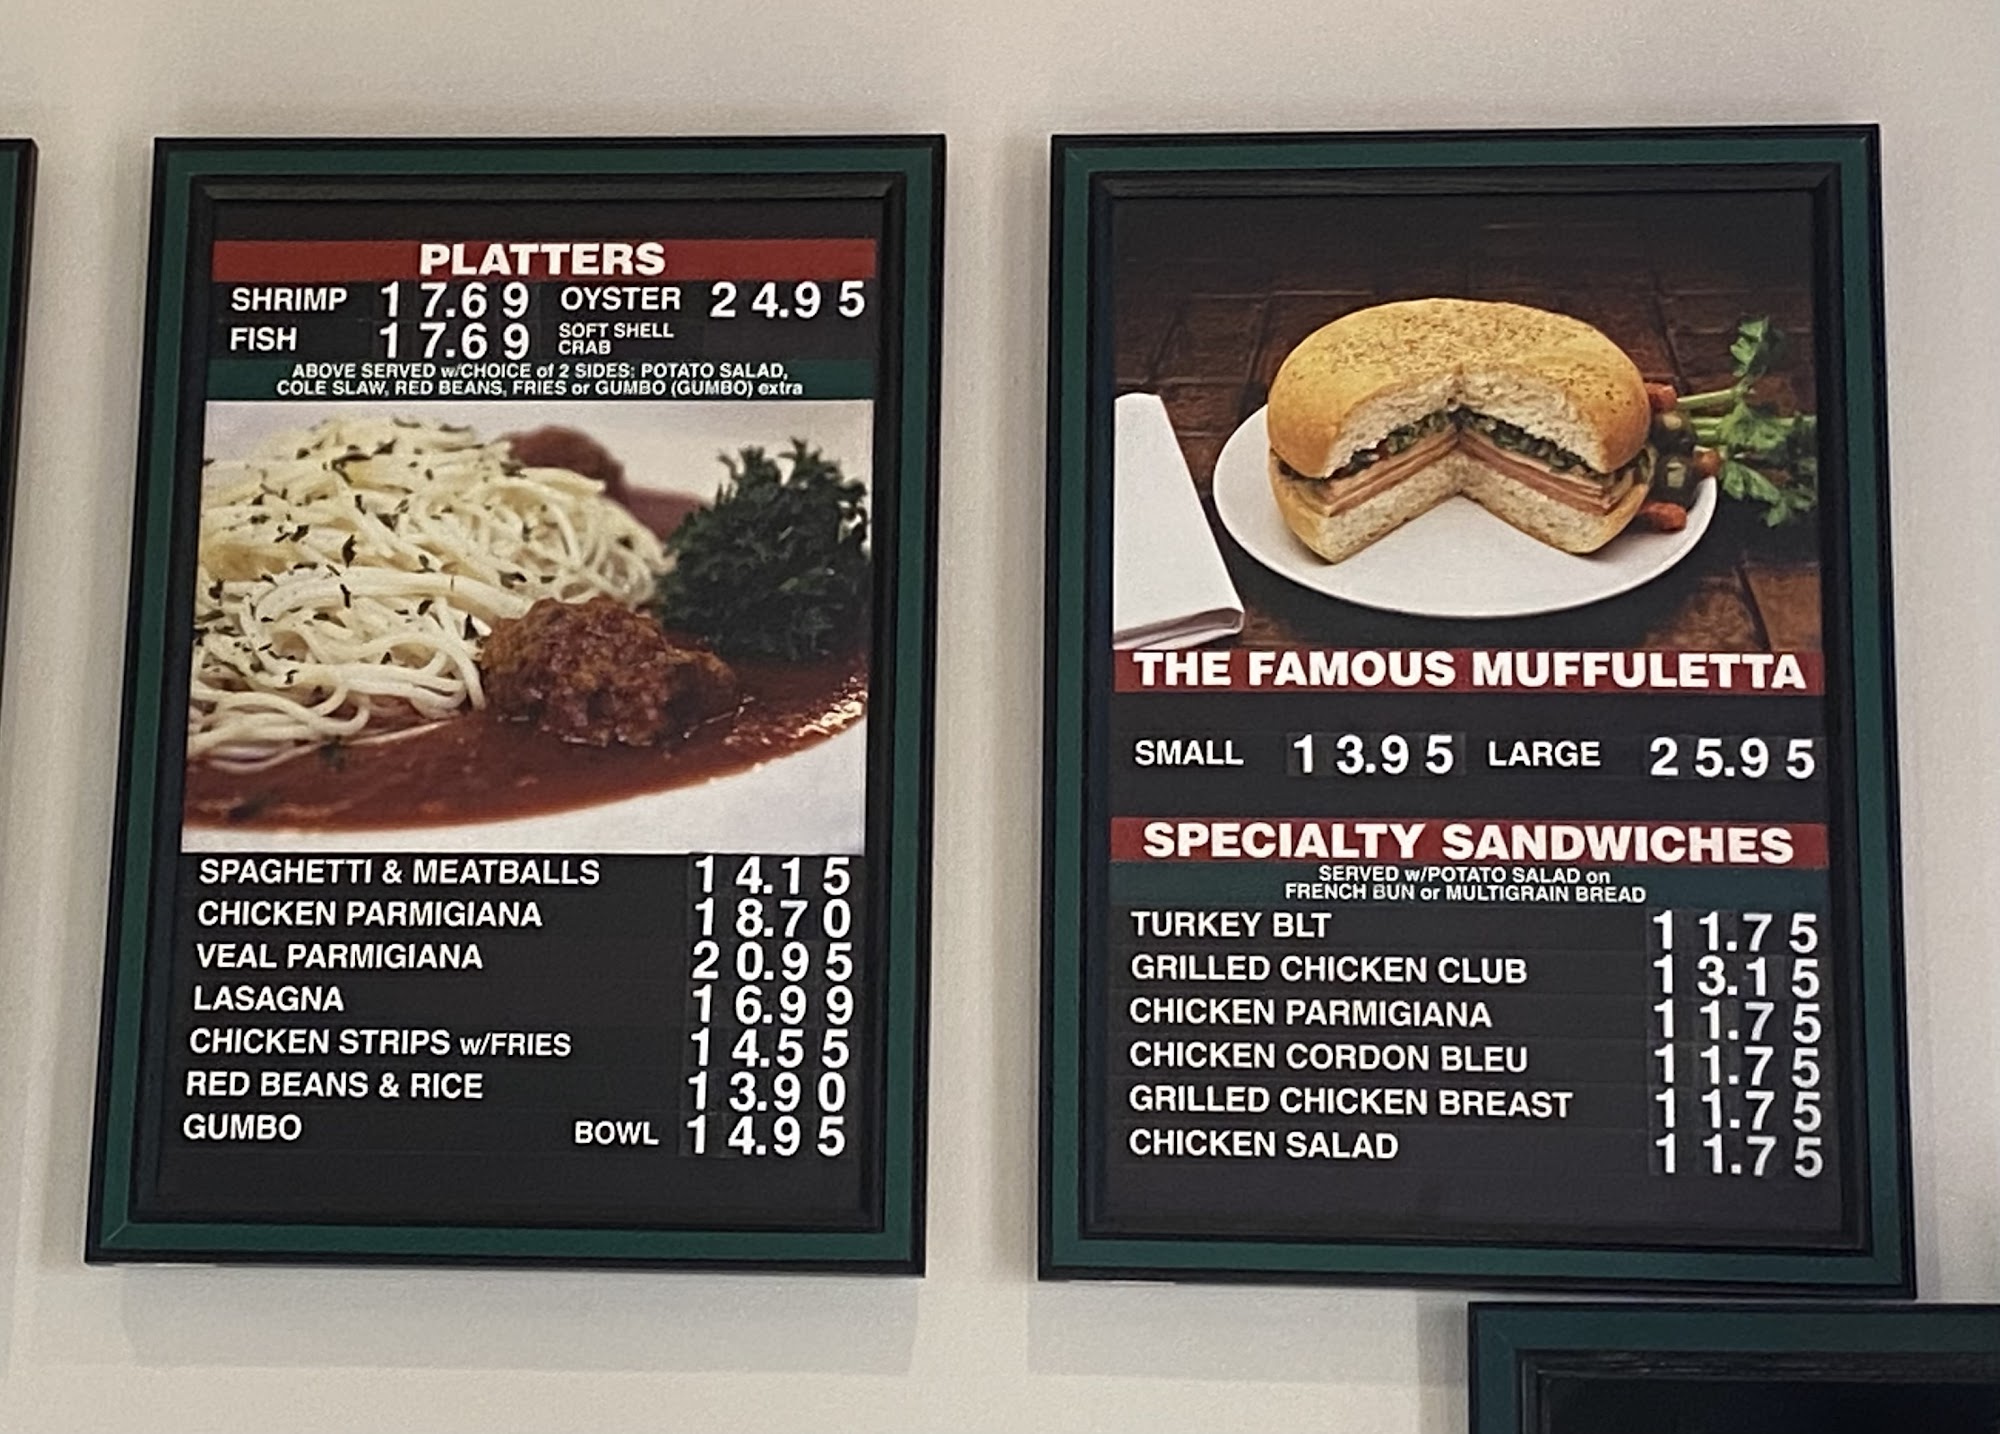 PLATTERS
SHRIMP 17.69 OYSTER 24.95
FISH 17.69 SOFT SHELL CRAB
ABOVE SERVED w/CHOICE of 2 SIDES: POTATO SALAD,
COLE SLAW, RED BEANS, FRIES or GUMBO (GUMBO) extra
SPAGHETTI & MEATBALLS 14.15
CHICKEN PARMIGIANA 18.70
VEAL PARMIGIANA 20.95
LASAGNA 16.99
CHICKEN STRIPS w/FRIES 14.55
RED BEANS & RICE 13.90
GUMBO BOWL 14.95
THE FAMOUS MUFFULETTA
SMALL 13.95 LARGE 25.95
SPECIALTY SANDWICHES
SERVED w/POTATO SALAD on
FRENCH BUN or MULTIGRAIN BREAD
TURKEY BLT 11.75
GRILLED CHICKEN CLUB 13.15
CHICKEN PARMIGIANA 11.75
CHICKEN CORDON BLEU 11.75
GRILLED CHICKEN BREAST 11.75
CHICKEN SALAD 11.75